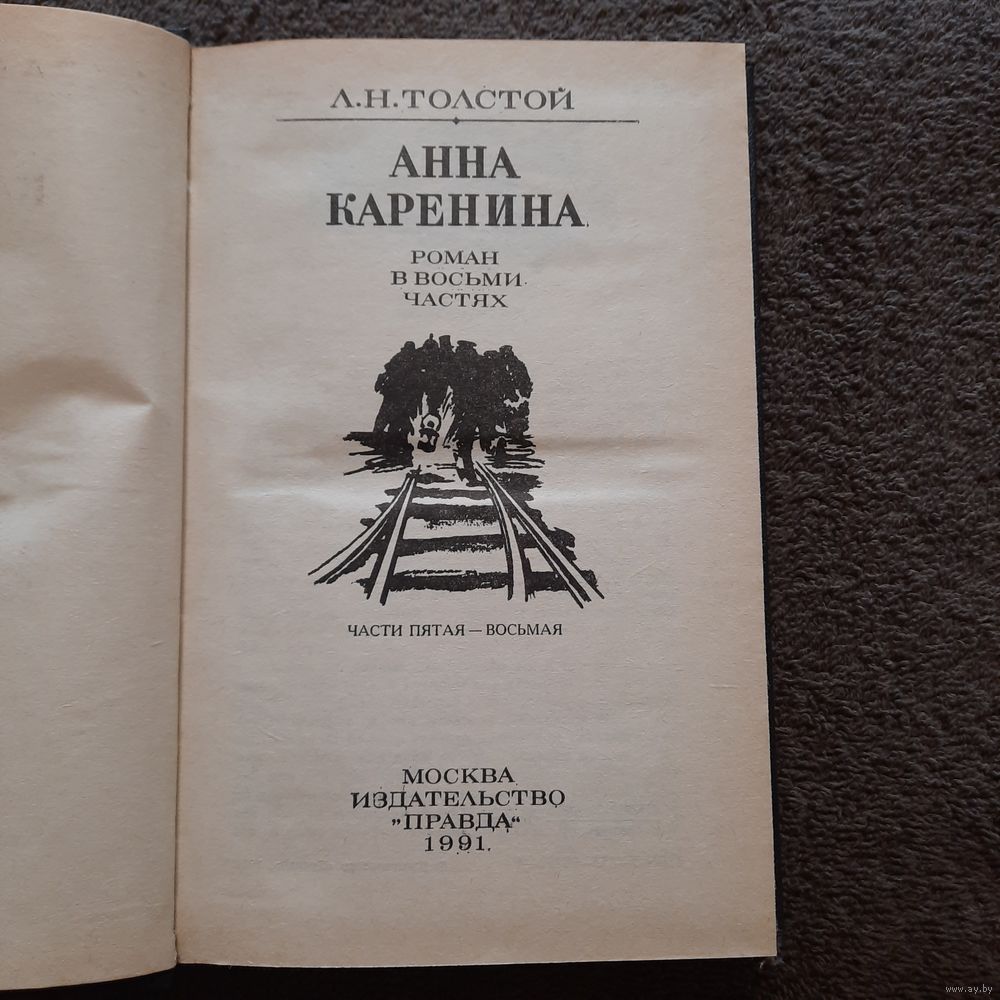 Л.Н.ТОЛСТОЙ
АННА
КАРЕНИНА
РОМАН
В ВОСЬМИ
ЧАСТЯХ
ЧАСТИ ПЯТАЯ — ВОСЬМАЯ
МОСКВА
ИЗДАТЕЛЬСТВО
„ПРАВДА“
1991
www.ay.by